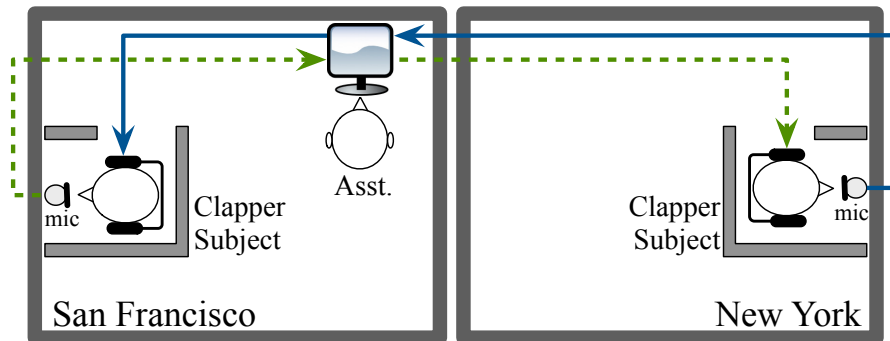 Asst.
mic
Clapper
Subject
Clapper
Subject
mic
San Francisco
New York